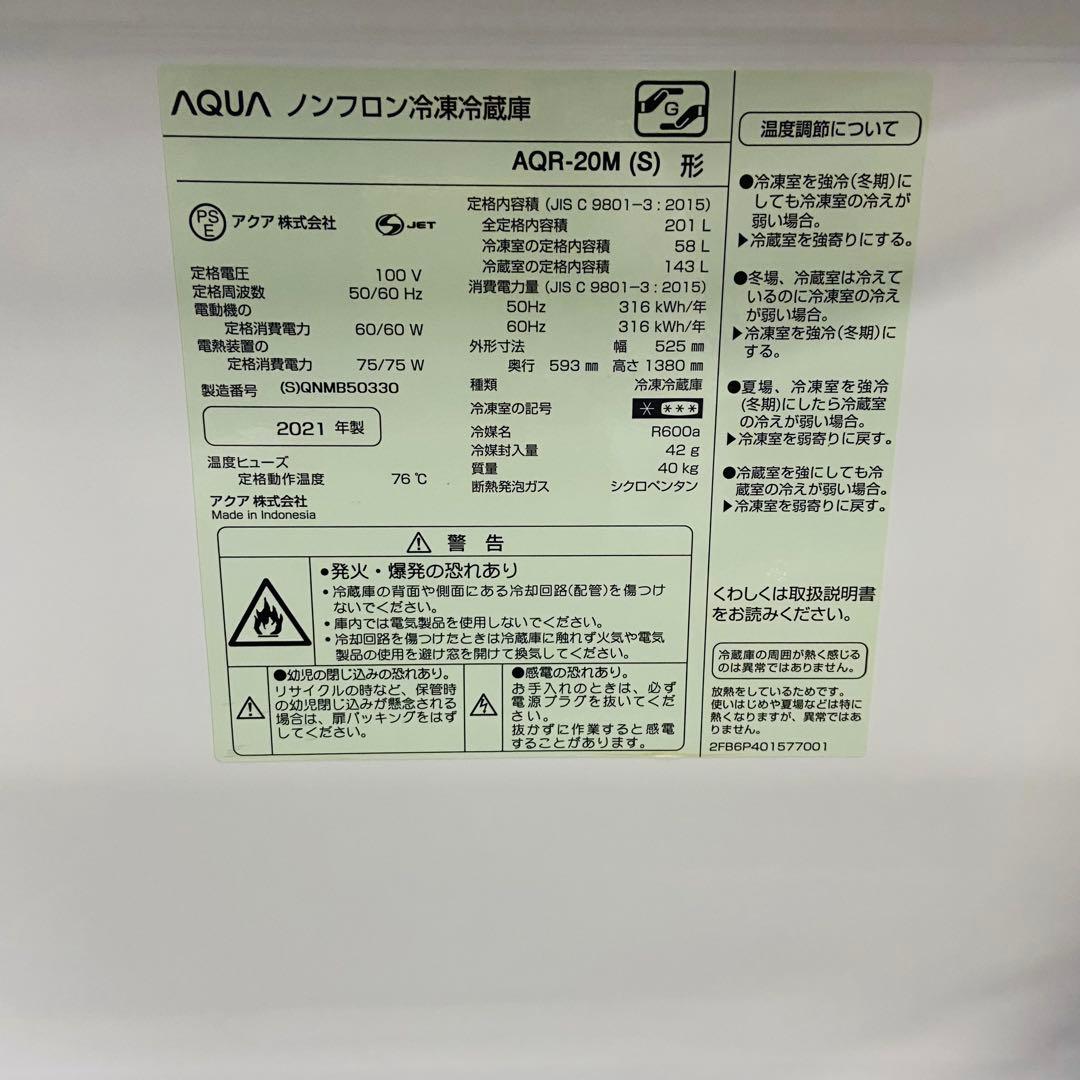 AQUA ノンフロン冷凍冷蔵庫
G
AQR-20M (S) 形
PS
E
アクア 株式会社
S JET
定格電圧 100 V
定格周波数 50/60 Hz
電動機の
定格消費電力 60/60 W
電熱装置の
定格消費電力 75/75 W
製造番号 (S)QNMB50330
2021 年製
温度ヒューズ
定格動作温度 76 ℃
アクア 株式会社
Made in Indonesia
定格内容積 (JIS C 9801-3 : 2015)
全定格内容積 201 L
冷凍室の定格内容積 58 L
冷蔵室の定格内容積 143 L
消費電力量 (JIS C 9801-3 : 2015)
50Hz 316 kWh/年
60Hz 316 kWh/年
外形寸法 幅 525 ㎜
奥行 593 ㎜ 高さ 1380 ㎜
種類 冷凍冷蔵庫
冷凍室の記号 * ***
冷媒名 R600a
冷媒封入量 42 g
質量 40 kg
断熱発泡ガス シクロペンタン
⚠ 警 告
●発火・爆発の恐れあり
• 冷蔵庫の背面や側面にある冷却回路(配管)を傷つけ
ないでください。
• 庫内では電気製品を使用しないでください。
• 冷却回路を傷つけたときは冷蔵庫に触れず火気や電気
製品の使用を避け窓を開けて換気してください。
●幼児の閉じ込みの恐れあり。
リサイクルの時など、保管時
の幼児閉じ込みが懸念される
場合は、扉パッキングをはず
してください。
●感電の恐れあり。
お手入れのときは、必ず
電源プラグを抜いてくだ
さい。
抜かずに作業すると感電
することがあります。
温度調節について
●冷凍室を強冷(冬期)に
しても冷凍室の冷えが
弱い場合。
▶冷蔵室を強寄りにする。
●冬場、冷蔵室は冷えて
いるのに冷凍室の冷え
が弱い場合。
▶冷凍室を強冷(冬期)に
する。
●夏場、冷凍室を強冷
(冬期)にしたら冷蔵室
の冷えが弱い場合。
▶冷凍室を弱寄りに戻す。
●冷蔵室を強にしても冷
蔵室の冷えが弱い場合。
▶冷凍室を弱寄りに戻す。
くわしくは取扱説明書
をお読みください。
冷蔵庫の周囲が熱く感じる
のは異常ではありません。
放熱をしているためです。
使いはじめや夏場などは特に
熱くなりますが、異常ではあ
りません。
2FB6P401577001